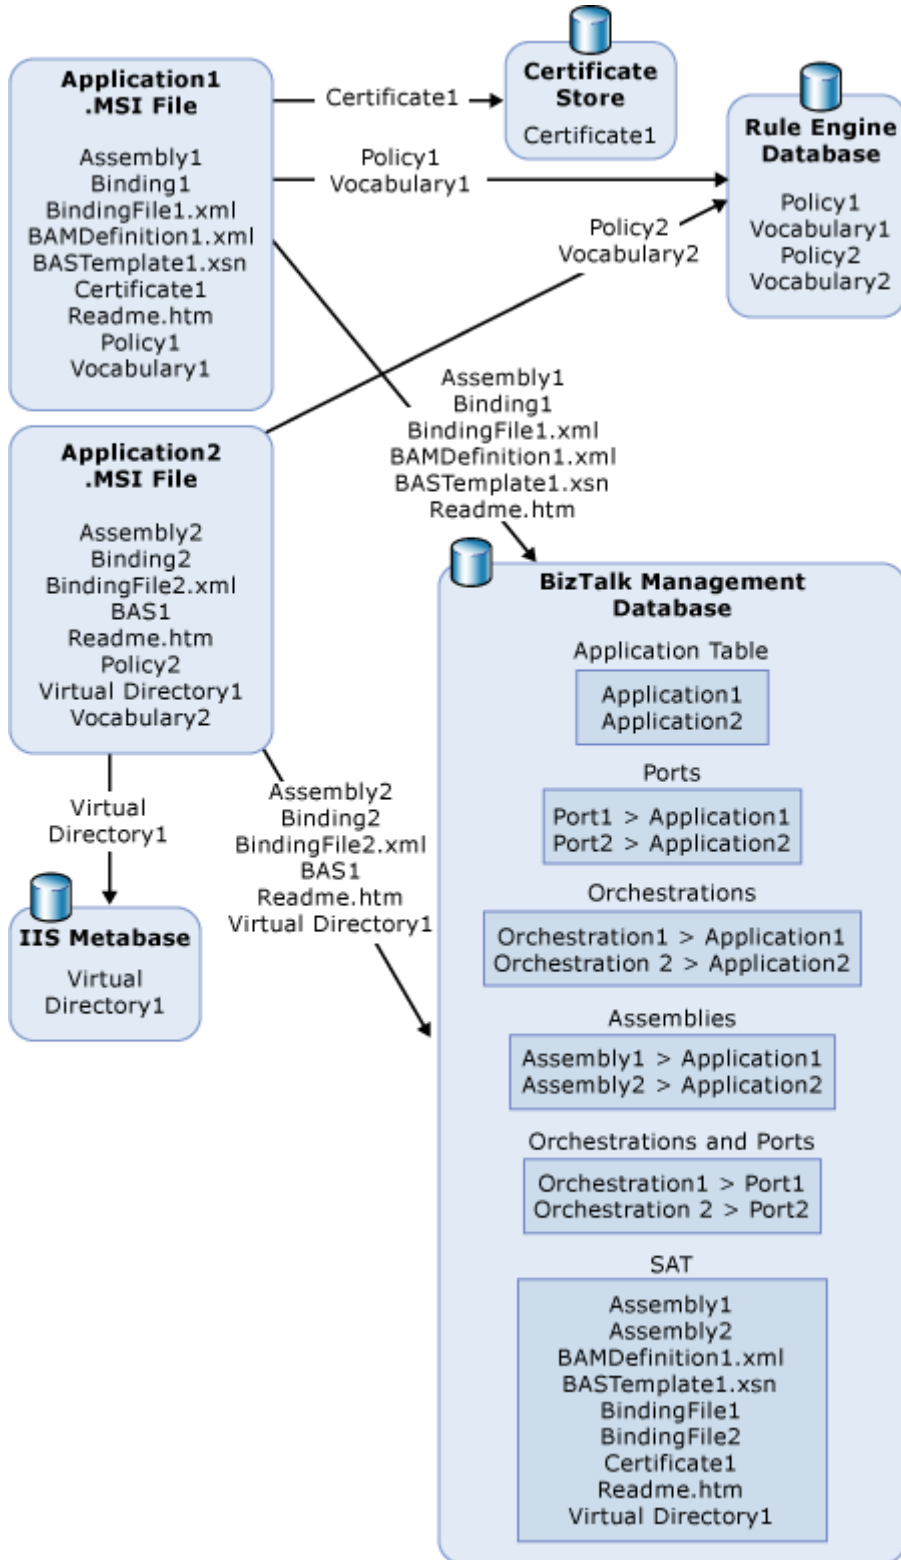 Application1
.MSI File
Assembly1
Binding1
BindingFile1.xml
BAMDefinition1.xml
BASTemplate1.xsn
Certificate1
Readme.htm
Policy1
Vocabulary1
Certificate1
Certificate
Store
Certificate1
Policy1
Vocabulary1
Rule Engine
Database
Policy1
Vocabulary1
Policy2
Vocabulary2
Policy2
Vocabulary2
Assembly1
Binding1
BindingFile1.xml
BAMDefinition1.xml
BASTemplate1.xsn
Readme.htm
Application2
.MSI File
Assembly2
Binding2
BindingFile2.xml
BAS1
Readme.htm
Policy2
Virtual Directory1
Vocabulary2
Virtual
Directory1
IIS Metabase
Virtual
Directory1
Assembly2
Binding2
BindingFile2.xml
BAS1
Readme.htm
Virtual Directory1
BizTalk Management
Database
Application Table
Application1
Application2
Ports
Port1 > Application1
Port2 > Application2
Orchestrations
Orchestration1 > Application1
Orchestration 2 > Application2
Assemblies
Assembly1 > Application1
Assembly2 > Application2
Orchestrations and Ports
Orchestration1 > Port1
Orchestration 2 > Port2
SAT
Assembly1
Assembly2
BAMDefinition1.xml
BASTemplate1.xsn
BindingFile1
BindingFile2
Certificate1
Readme.htm
Virtual Directory1